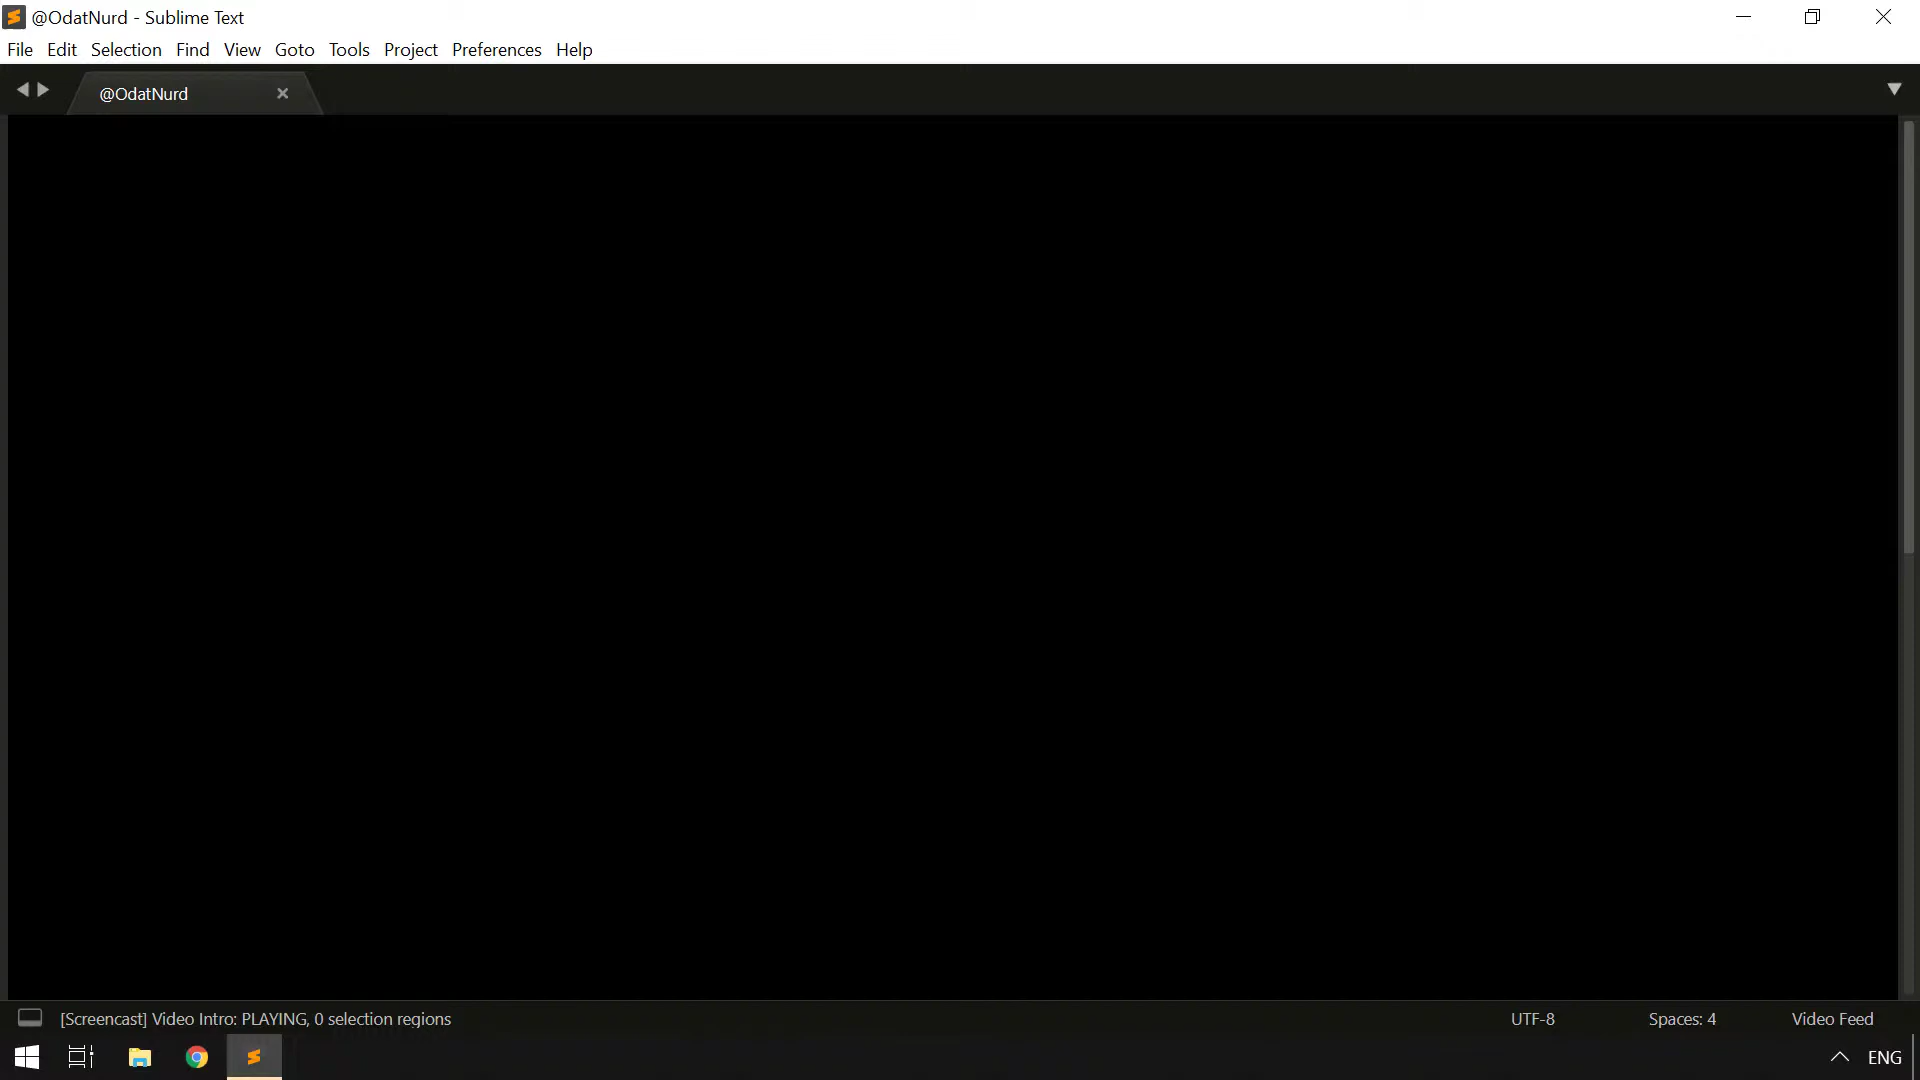 @OdatNurd - Sublime Text
File Edit Selection Find View Goto Tools Project Preferences Help
@OdatNurd
[Screencast] Video Intro: PLAYING, 0 selection regions UTF-8 Spaces: 4 Video Feed
ENG